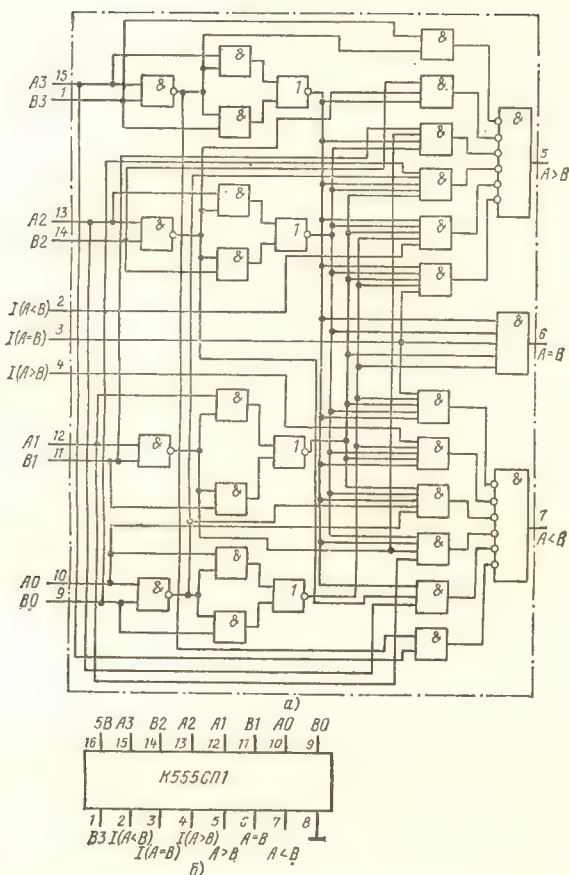 &
&
&
&
A3 15
B3 1
1
&
&
&
&
5
A>B
A2 13
B2 14
&
&
&
1
&
&
I(A<B) 2
I(A=B) 3
I(A>B) 4
&
6
A=B
A1 12
B1 11
&
&
&
1
&
&
&
&
7
A<B
A0 10
B0 9
&
&
&
1
&
&
&
а)
5В A3 B2 A2 A1 B1 A0 B0
16 15 14 13 12 11 10 9
К555СП1
1 2 3 4 5 6 7 8
B3 I(A<B) I(A>B) A=B
I(A=B) A>B A<B
б)